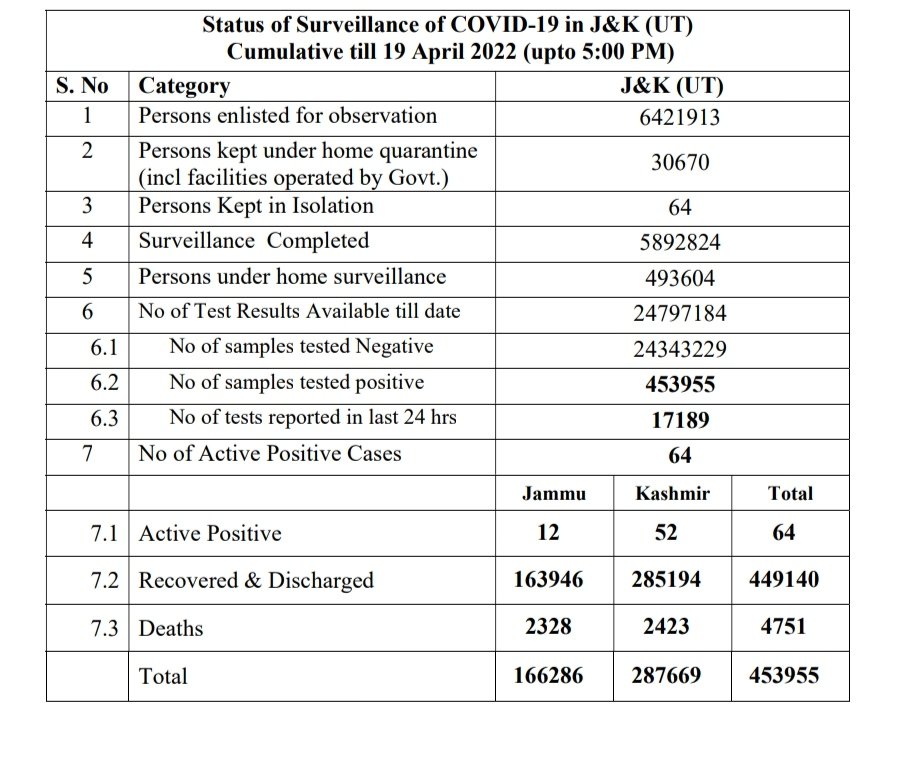 Status of Surveillance of COVID-19 in J&K (UT)
Cumulative till 19 April 2022 (upto 5:00 PM)
S. No Category J&K (UT)
1 Persons enlisted for observation 6421913
2 Persons kept under home quarantine
(incl facilities operated by Govt.) 30670
3 Persons Kept in Isolation 64
4 Surveillance Completed 5892824
5 Persons under home surveillance 493604
6 No of Test Results Available till date 24797184
6.1 No of samples tested Negative 24343229
6.2 No of samples tested positive 453955
6.3 No of tests reported in last 24 hrs 17189
7 No of Active Positive Cases 64
Jammu Kashmir Total
7.1 Active Positive 12 52 64
7.2 Recovered & Discharged 163946 285194 449140
7.3 Deaths 2328 2423 4751
Total 166286 287669 453955